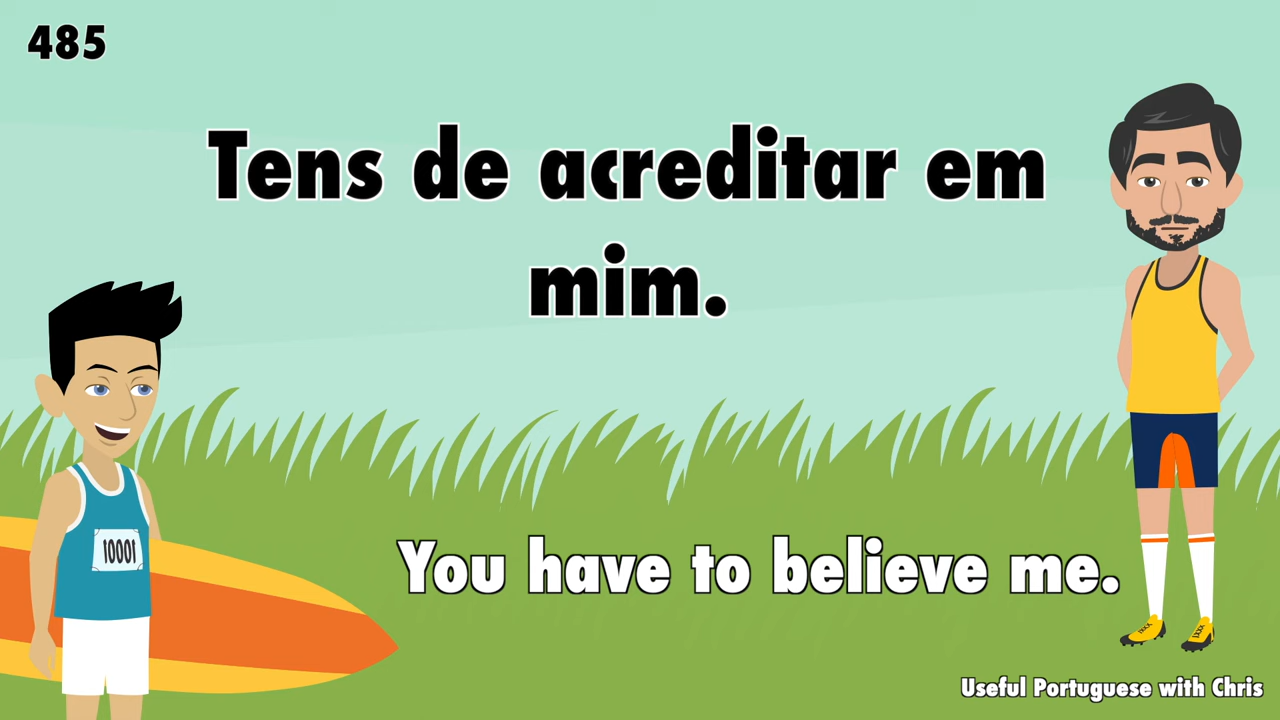 485
Tens de acreditar em
mim.
10001
You have to believe me.
Useful Portuguese with Chris